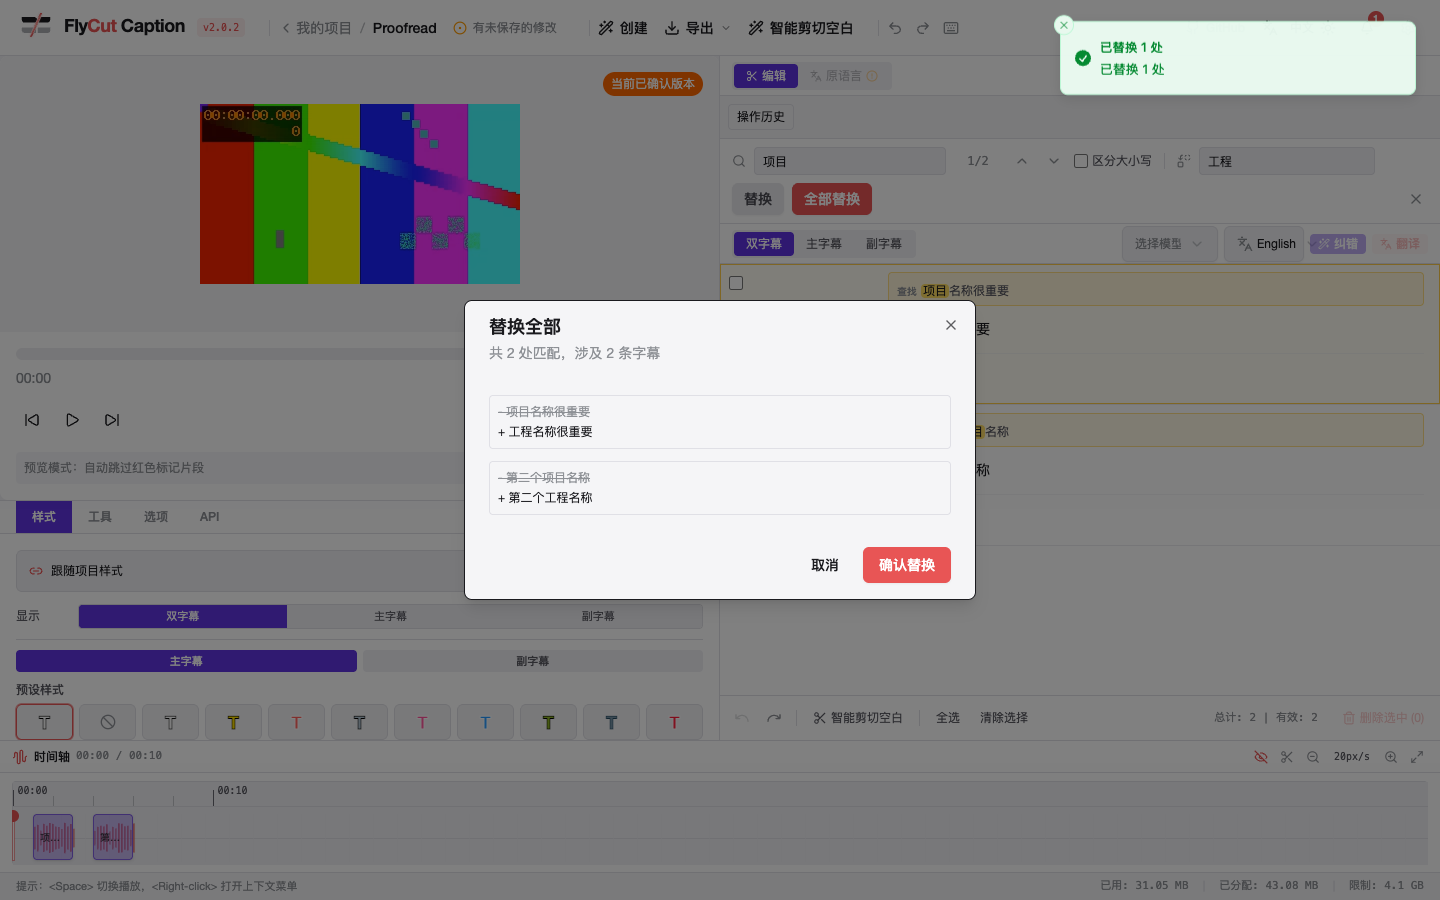 FlyCut Caption v2.0.2 我的项目 / Proofread 有未保存的修改 创建 导出 智能剪切空白
已替换 1 处
已替换 1 处
当前已确认版本
00:00:00.000
0
编辑 原语言
操作历史
项目 1/2 区分大小写 工程
替换 全部替换
双字幕 主字幕 副字幕 选择模型 English 纠错 翻译
查找 项目名称很重要
要
目名称
称
替换全部
共 2 处匹配，涉及 2 条字幕
- 项目名称很重要
+ 工程名称很重要
- 第二个项目名称
+ 第二个工程名称
取消 确认替换
00:00
预览模式：自动跳过红色标记片段
样式 工具 选项 API
跟随项目样式
显示 双字幕 主字幕 副字幕
主字幕 副字幕
预设样式
T T T T T T T T T T
智能剪切空白 全选 清除选择 总计: 2 | 有效: 2 删除选中 (0)
时间轴 00:00 / 00:10 20px/s
00:00 00:10
项... 第...
提示：<Space> 切换播放，<Right-click> 打开上下文菜单 已用: 31.05 MB 已分配: 43.08 MB 限制: 4.1 GB